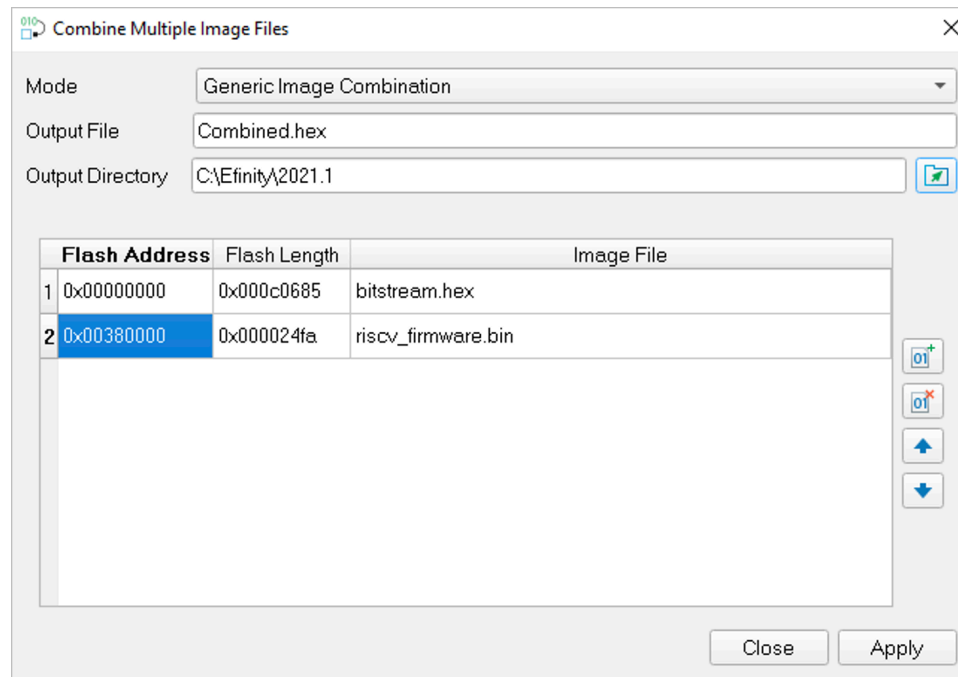 Combine Multiple Image Files
Mode Generic Image Combination
Output File Combined.hex
Output Directory C:\Efinity\2021.1
Flash Address Flash Length Image File
1 0x00000000 0x000c0685 bitstream.hex
2 0x00380000 0x000024fa riscv_firmware.bin
Close Apply